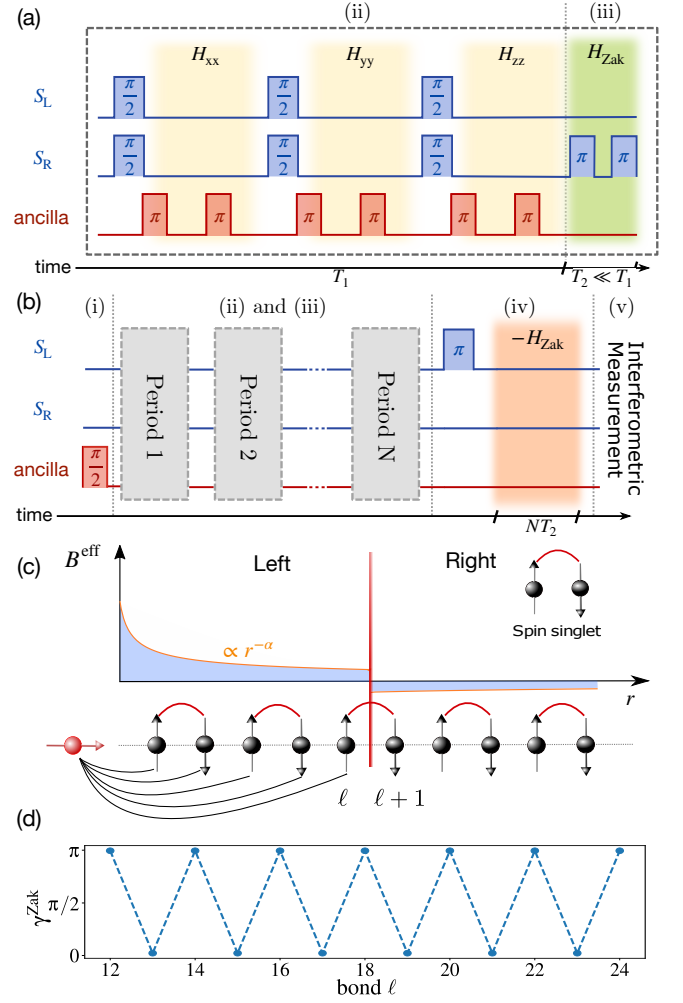 (a)
(ii)
(iii)
H_xx
H_yy
H_zz
H_Zak
S_L
π/2
π/2
π/2
S_R
π/2
π/2
π/2
π
π
ancilla
π
π
π
π
π
π
time
T_1
T_2 ≪ T_1
(b)
(i)
(ii) and (iii)
(iv)
(v)
S_L
Period 1
Period 2
Period N
π
−H_Zak
Interferometric
Measurement
S_R
ancilla
π/2
time
NT_2
(c)
B^eff
Left
Right
Spin singlet
∝ r^−α
r
ℓ
ℓ + 1
(d)
π
π/2
0
γ^Zak
12
14
16
18
20
22
24
bond ℓ